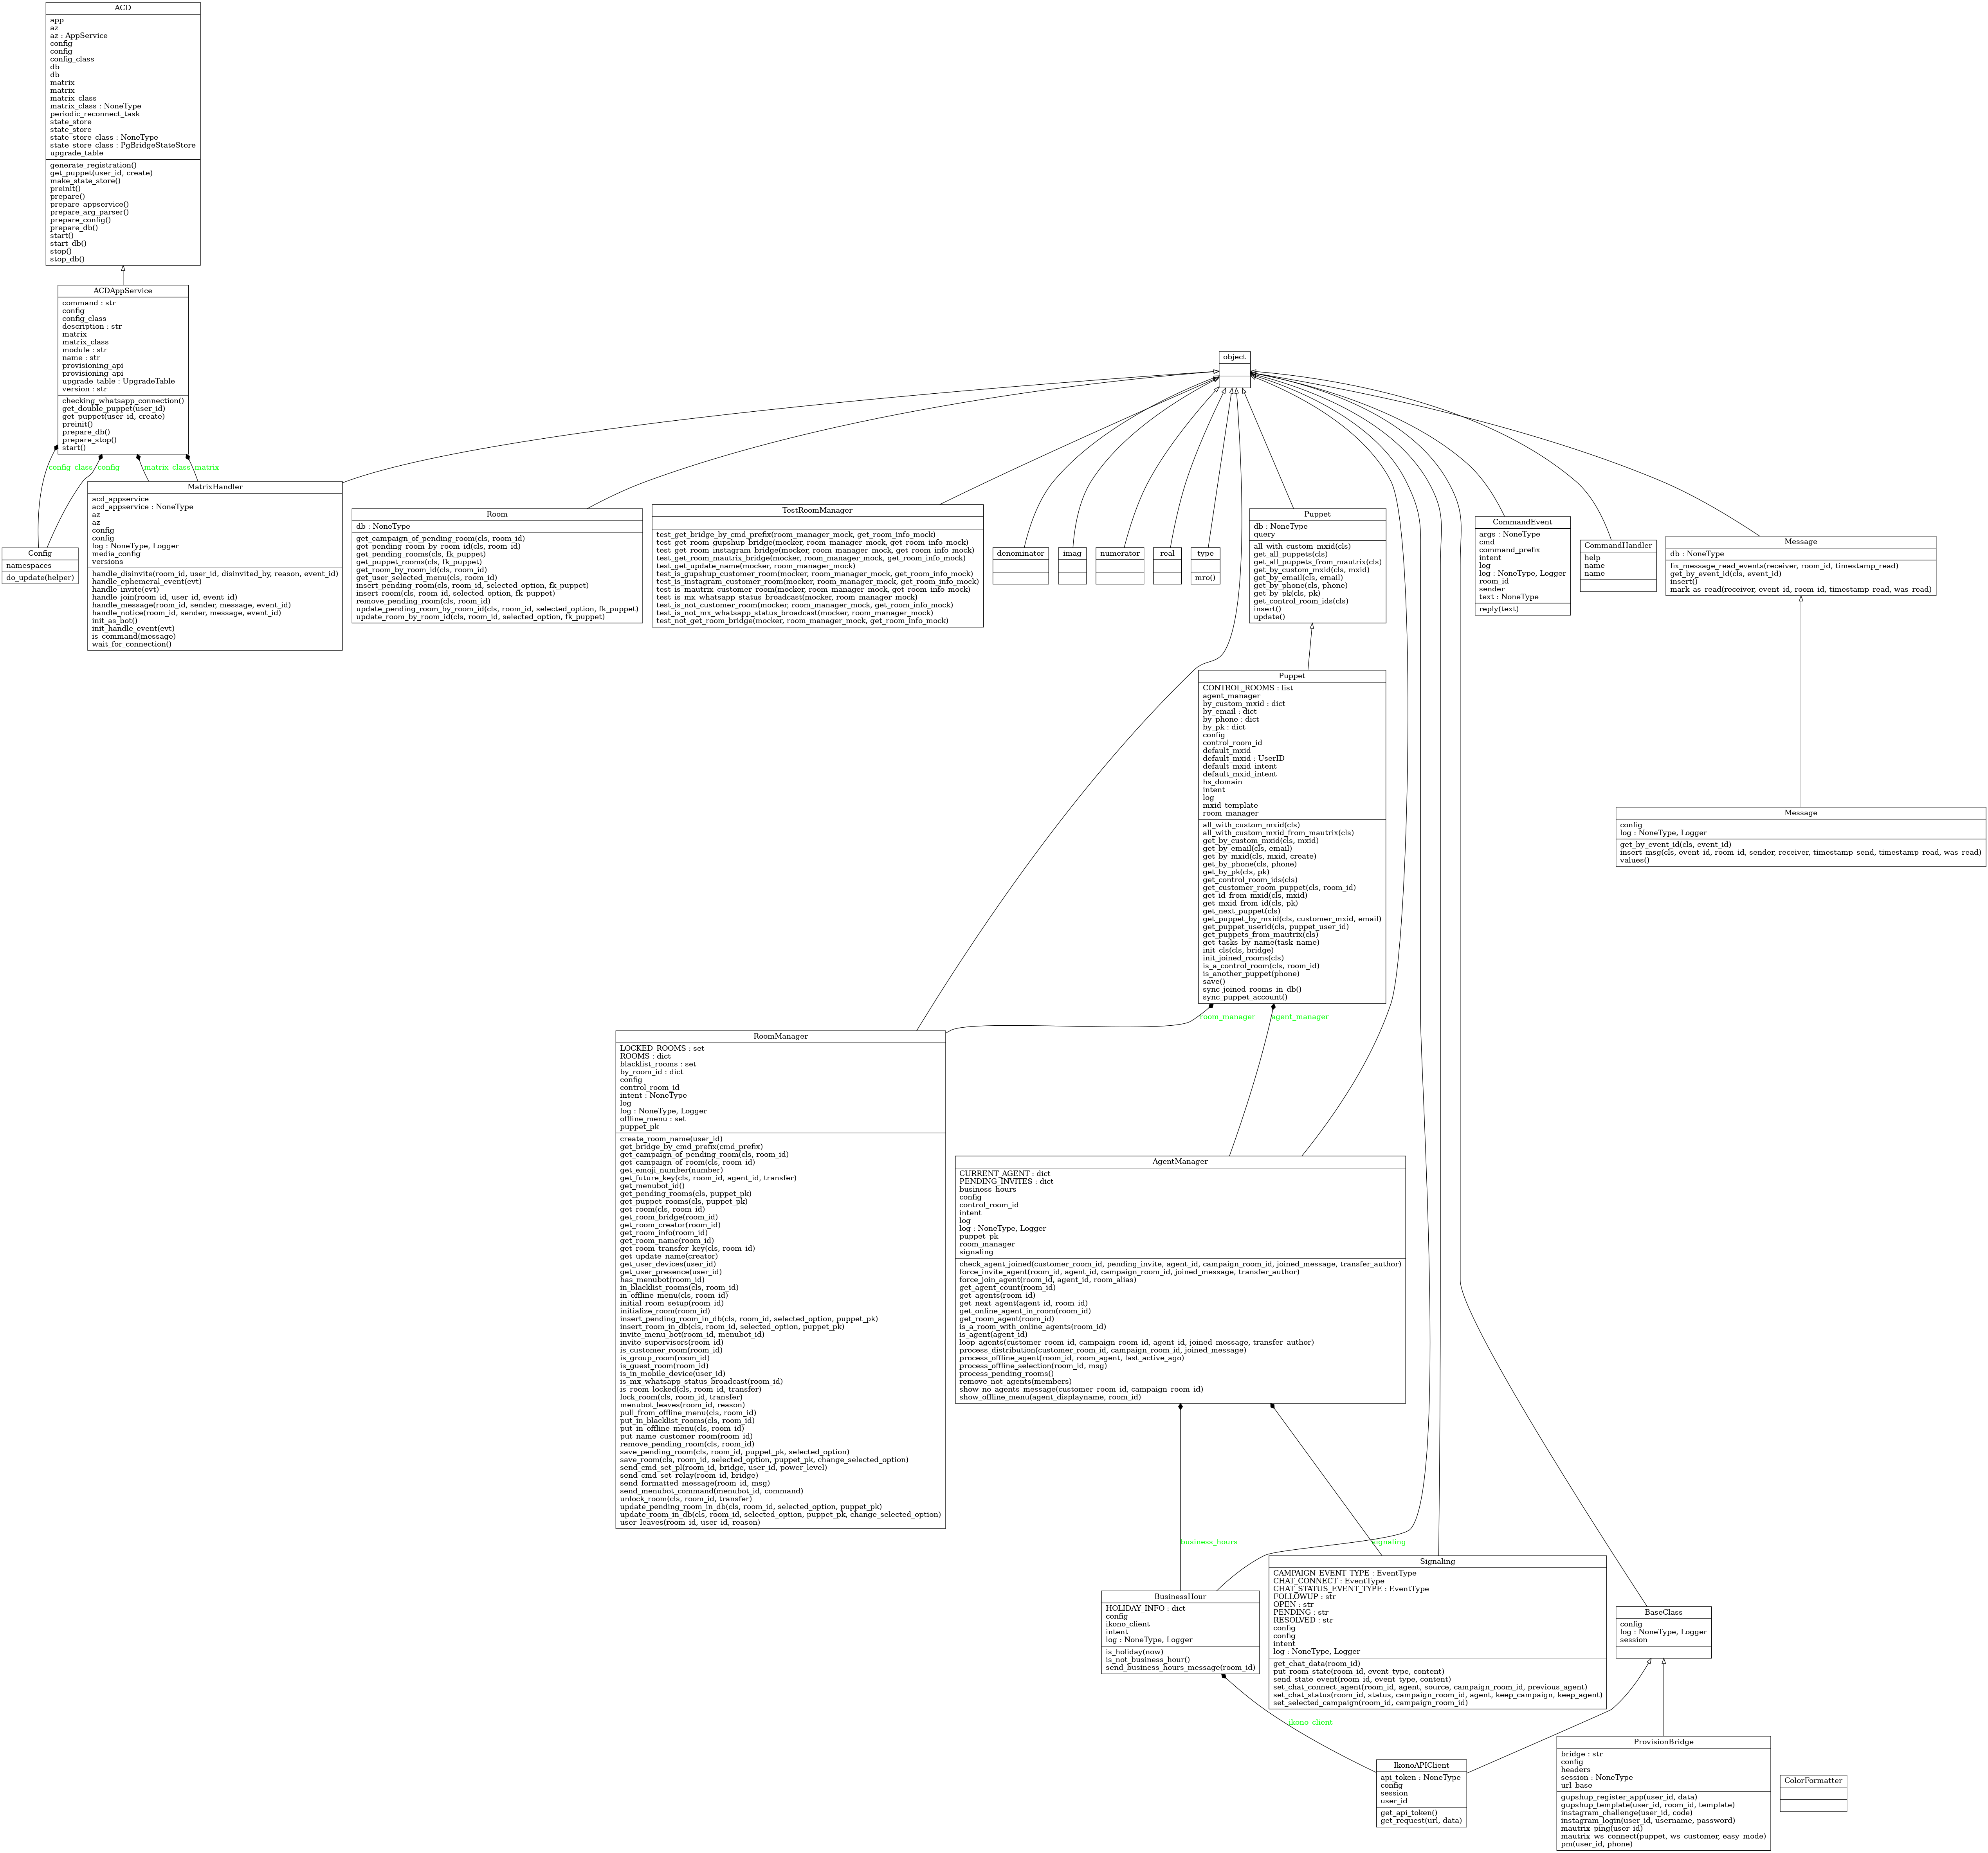 ACD
app
az
az : AppService
config
config
config_class
db
db
matrix
matrix
matrix_class
matrix_class : NoneType
periodic_reconnect_task
state_store
state_store
state_store_class : NoneType
state_store_class : PgBridgeStateStore
upgrade_table
generate_registration()
get_puppet(user_id, create)
make_state_store()
preinit()
prepare()
prepare_appservice()
prepare_arg_parser()
prepare_config()
prepare_db()
start()
start_db()
stop()
stop_db()
ACDAppService
command : str
config
config_class
description : str
matrix
matrix_class
module : str
name : str
provisioning_api
provisioning_api
upgrade_table : UpgradeTable
version : str
checking_whatsapp_connection()
get_double_puppet(user_id)
get_puppet(user_id, create)
preinit()
prepare_db()
prepare_stop()
start()
config_class
config
matrix_class
matrix
object
Config
namespaces
do_update(helper)
MatrixHandler
acd_appservice
acd_appservice : NoneType
az
az
config
config
log : NoneType, Logger
media_config
versions
handle_disinvite(room_id, user_id, disinvited_by, reason, event_id)
handle_ephemeral_event(evt)
handle_invite(evt)
handle_join(room_id, user_id, event_id)
handle_message(room_id, sender, message, event_id)
handle_notice(room_id, sender, message, event_id)
init_as_bot()
init_handle_event(evt)
is_command(message)
wait_for_connection()
Room
db : NoneType
get_campaign_of_pending_room(cls, room_id)
get_pending_room_by_room_id(cls, room_id)
get_pending_rooms(cls, fk_puppet)
get_puppet_rooms(cls, fk_puppet)
get_room_by_room_id(cls, room_id)
get_user_selected_menu(cls, room_id)
insert_pending_room(cls, room_id, selected_option, fk_puppet)
insert_room(cls, room_id, selected_option, fk_puppet)
remove_pending_room(cls, room_id)
update_pending_room_by_room_id(cls, room_id, selected_option, fk_puppet)
update_room_by_room_id(cls, room_id, selected_option, fk_puppet)
TestRoomManager
test_get_bridge_by_cmd_prefix(room_manager_mock, get_room_info_mock)
test_get_room_gupshup_bridge(mocker, room_manager_mock, get_room_info_mock)
test_get_room_instagram_bridge(mocker, room_manager_mock, get_room_info_mock)
test_get_room_mautrix_bridge(mocker, room_manager_mock, get_room_info_mock)
test_get_update_name(mocker, room_manager_mock)
test_is_gupshup_customer_room(mocker, room_manager_mock, get_room_info_mock)
test_is_instagram_customer_room(mocker, room_manager_mock, get_room_info_mock)
test_is_mautrix_customer_room(mocker, room_manager_mock, get_room_info_mock)
test_is_mx_whatsapp_status_broadcast(mocker, room_manager_mock)
test_is_not_customer_room(mocker, room_manager_mock, get_room_info_mock)
test_is_not_mx_whatsapp_status_broadcast(mocker, room_manager_mock)
test_not_get_room_bridge(mocker, room_manager_mock, get_room_info_mock)
denominator
imag
numerator
real
type
mro()
Puppet
db : NoneType
query
all_with_custom_mxid(cls)
get_all_puppets(cls)
get_all_puppets_from_mautrix(cls)
get_by_custom_mxid(cls, mxid)
get_by_email(cls, email)
get_by_phone(cls, phone)
get_by_pk(cls, pk)
get_control_room_ids(cls)
insert()
update()
CommandEvent
args : NoneType
cmd
command_prefix
intent
log
log : NoneType, Logger
room_id
sender
text : NoneType
reply(text)
CommandHandler
help
name
name
Message
db : NoneType
fix_message_read_events(receiver, room_id, timestamp_read)
get_by_event_id(cls, event_id)
insert()
mark_as_read(receiver, event_id, room_id, timestamp_read, was_read)
Puppet
CONTROL_ROOMS : list
agent_manager
by_custom_mxid : dict
by_email : dict
by_phone : dict
by_pk : dict
config
control_room_id
default_mxid
default_mxid : UserID
default_mxid_intent
default_mxid_intent
hs_domain
intent
log
mxid_template
room_manager
all_with_custom_mxid(cls)
all_with_custom_mxid_from_mautrix(cls)
get_by_custom_mxid(cls, mxid)
get_by_email(cls, email)
get_by_mxid(cls, mxid, create)
get_by_phone(cls, phone)
get_by_pk(cls, pk)
get_control_room_ids(cls)
get_customer_room_puppet(cls, room_id)
get_id_from_mxid(cls, mxid)
get_mxid_from_id(cls, pk)
get_next_puppet(cls)
get_puppet_by_mxid(cls, customer_mxid, email)
get_puppet_userid(cls, puppet_user_id)
get_puppets_from_mautrix(cls)
get_tasks_by_name(task_name)
init_cls(cls, bridge)
init_joined_rooms(cls)
is_a_control_room(cls, room_id)
is_another_puppet(phone)
save()
sync_joined_rooms_in_db()
sync_puppet_account()
Message
config
log : NoneType, Logger
get_by_event_id(cls, event_id)
insert_msg(cls, event_id, room_id, sender, receiver, timestamp_send, timestamp_read, was_read)
values()
room_manager
agent_manager
RoomManager
LOCKED_ROOMS : set
ROOMS : dict
blacklist_rooms : set
by_room_id : dict
config
control_room_id
intent : NoneType
log
log : NoneType, Logger
offline_menu : set
puppet_pk
create_room_name(user_id)
get_bridge_by_cmd_prefix(cmd_prefix)
get_campaign_of_pending_room(cls, room_id)
get_campaign_of_room(cls, room_id)
get_emoji_number(number)
get_future_key(cls, room_id, agent_id, transfer)
get_menubot_id()
get_pending_rooms(cls, puppet_pk)
get_puppet_rooms(cls, puppet_pk)
get_room(cls, room_id)
get_room_bridge(room_id)
get_room_creator(room_id)
get_room_info(room_id)
get_room_name(room_id)
get_room_transfer_key(cls, room_id)
get_update_name(creator)
get_user_devices(user_id)
get_user_presence(user_id)
has_menubot(room_id)
in_blacklist_rooms(cls, room_id)
in_offline_menu(cls, room_id)
initial_room_setup(room_id)
initialize_room(room_id)
insert_pending_room_in_db(cls, room_id, selected_option, puppet_pk)
insert_room_in_db(cls, room_id, selected_option, puppet_pk)
invite_menu_bot(room_id, menubot_id)
invite_supervisors(room_id)
is_customer_room(room_id)
is_group_room(room_id)
is_guest_room(room_id)
is_in_mobile_device(user_id)
is_mx_whatsapp_status_broadcast(room_id)
is_room_locked(cls, room_id, transfer)
lock_room(cls, room_id, transfer)
menubot_leaves(room_id, reason)
pull_from_offline_menu(cls, room_id)
put_in_blacklist_rooms(cls, room_id)
put_in_offline_menu(cls, room_id)
put_name_customer_room(room_id)
remove_pending_room(cls, room_id)
save_pending_room(cls, room_id, puppet_pk, selected_option)
save_room(cls, room_id, selected_option, puppet_pk, change_selected_option)
send_cmd_set_pl(room_id, bridge, user_id, power_level)
send_cmd_set_relay(room_id, bridge)
send_formatted_message(room_id, msg)
send_menubot_command(menubot_id, command)
unlock_room(cls, room_id, transfer)
update_pending_room_in_db(cls, room_id, selected_option, puppet_pk)
update_room_in_db(cls, room_id, selected_option, puppet_pk, change_selected_option)
user_leaves(room_id, user_id, reason)
AgentManager
CURRENT_AGENT : dict
PENDING_INVITES : dict
business_hours
config
control_room_id
intent
log
log : NoneType, Logger
puppet_pk
room_manager
signaling
check_agent_joined(customer_room_id, pending_invite, agent_id, campaign_room_id, joined_message, transfer_author)
force_invite_agent(room_id, agent_id, campaign_room_id, joined_message, transfer_author)
force_join_agent(room_id, agent_id, room_alias)
get_agent_count(room_id)
get_agents(room_id)
get_next_agent(agent_id, room_id)
get_online_agent_in_room(room_id)
get_room_agent(room_id)
is_a_room_with_online_agents(room_id)
is_agent(agent_id)
loop_agents(customer_room_id, campaign_room_id, agent_id, joined_message, transfer_author)
process_distribution(customer_room_id, campaign_room_id, joined_message)
process_offline_agent(room_id, room_agent, last_active_ago)
process_offline_selection(room_id, msg)
process_pending_rooms()
remove_not_agents(members)
show_no_agents_message(customer_room_id, campaign_room_id)
show_offline_menu(agent_displayname, room_id)
business_hours
signaling
BusinessHour
HOLIDAY_INFO : dict
config
ikono_client
intent
log : NoneType, Logger
is_holiday(now)
is_not_business_hour()
send_business_hours_message(room_id)
Signaling
CAMPAIGN_EVENT_TYPE : EventType
CHAT_CONNECT : EventType
CHAT_STATUS_EVENT_TYPE : EventType
FOLLOWUP : str
OPEN : str
PENDING : str
RESOLVED : str
config
config
intent
log : NoneType, Logger
get_chat_data(room_id)
put_room_state(room_id, event_type, content)
send_state_event(room_id, event_type, content)
set_chat_connect_agent(room_id, agent, source, campaign_room_id, previous_agent)
set_chat_status(room_id, status, campaign_room_id, agent, keep_campaign, keep_agent)
set_selected_campaign(room_id, campaign_room_id)
BaseClass
config
log : NoneType, Logger
session
ikono_client
IkonoAPIClient
api_token : NoneType
config
session
user_id
get_api_token()
get_request(url, data)
ProvisionBridge
bridge : str
config
headers
session : NoneType
url_base
gupshup_register_app(user_id, data)
gupshup_template(user_id, room_id, template)
instagram_challenge(user_id, code)
instagram_login(user_id, username, password)
mautrix_ping(user_id)
mautrix_ws_connect(puppet, ws_customer, easy_mode)
pm(user_id, phone)
ColorFormatter